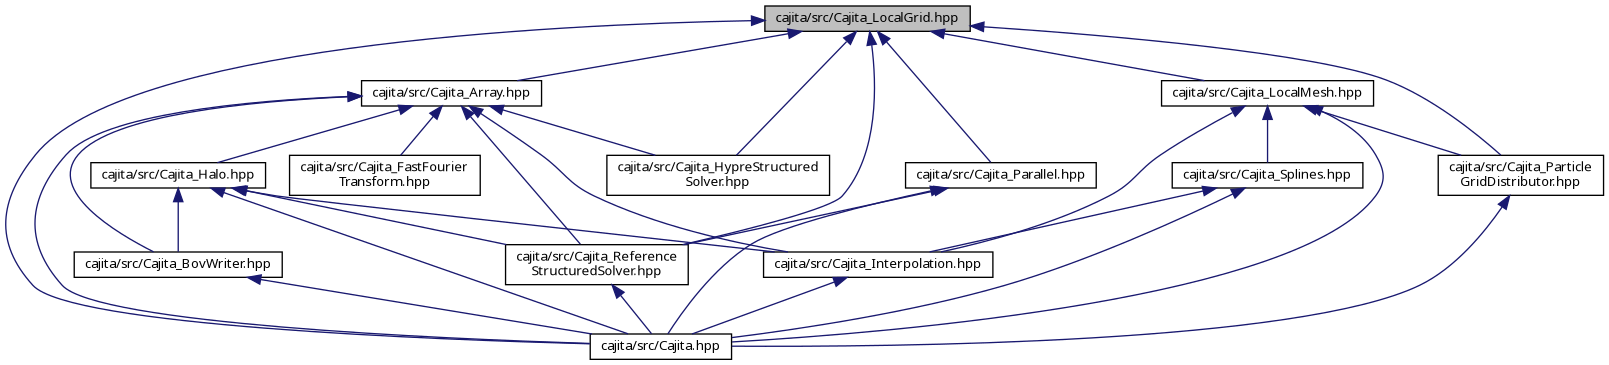 cajita/src/Cajita_LocalGrid.hpp
cajita/src/Cajita_Array.hpp
cajita/src/Cajita_LocalMesh.hpp
cajita/src/Cajita_Halo.hpp
cajita/src/Cajita_FastFourier
Transform.hpp
cajita/src/Cajita_HypreStructured
Solver.hpp
cajita/src/Cajita_Parallel.hpp
cajita/src/Cajita_Splines.hpp
cajita/src/Cajita_Particle
GridDistributor.hpp
cajita/src/Cajita_BovWriter.hpp
cajita/src/Cajita_Reference
StructuredSolver.hpp
cajita/src/Cajita_Interpolation.hpp
cajita/src/Cajita.hpp